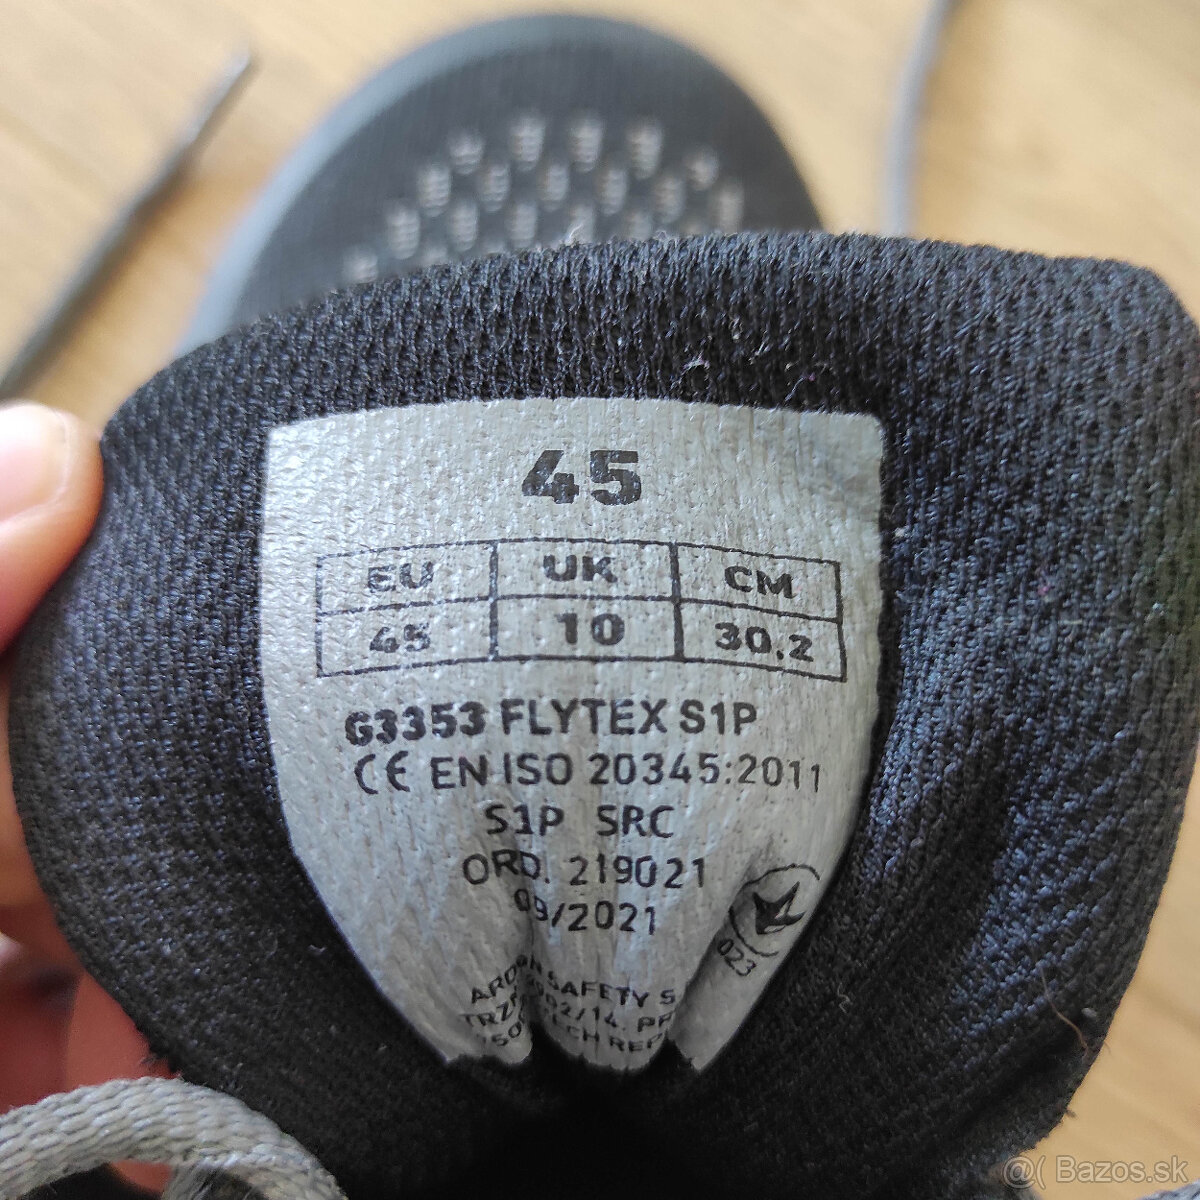 45
EU UK CM
45 10 30.2
G3353 FLYTEX S1P
CE EN ISO 20345:2011
S1P SRC
ORD. 219021
09/2021
023
SAFETY S
@( Bazos.sk